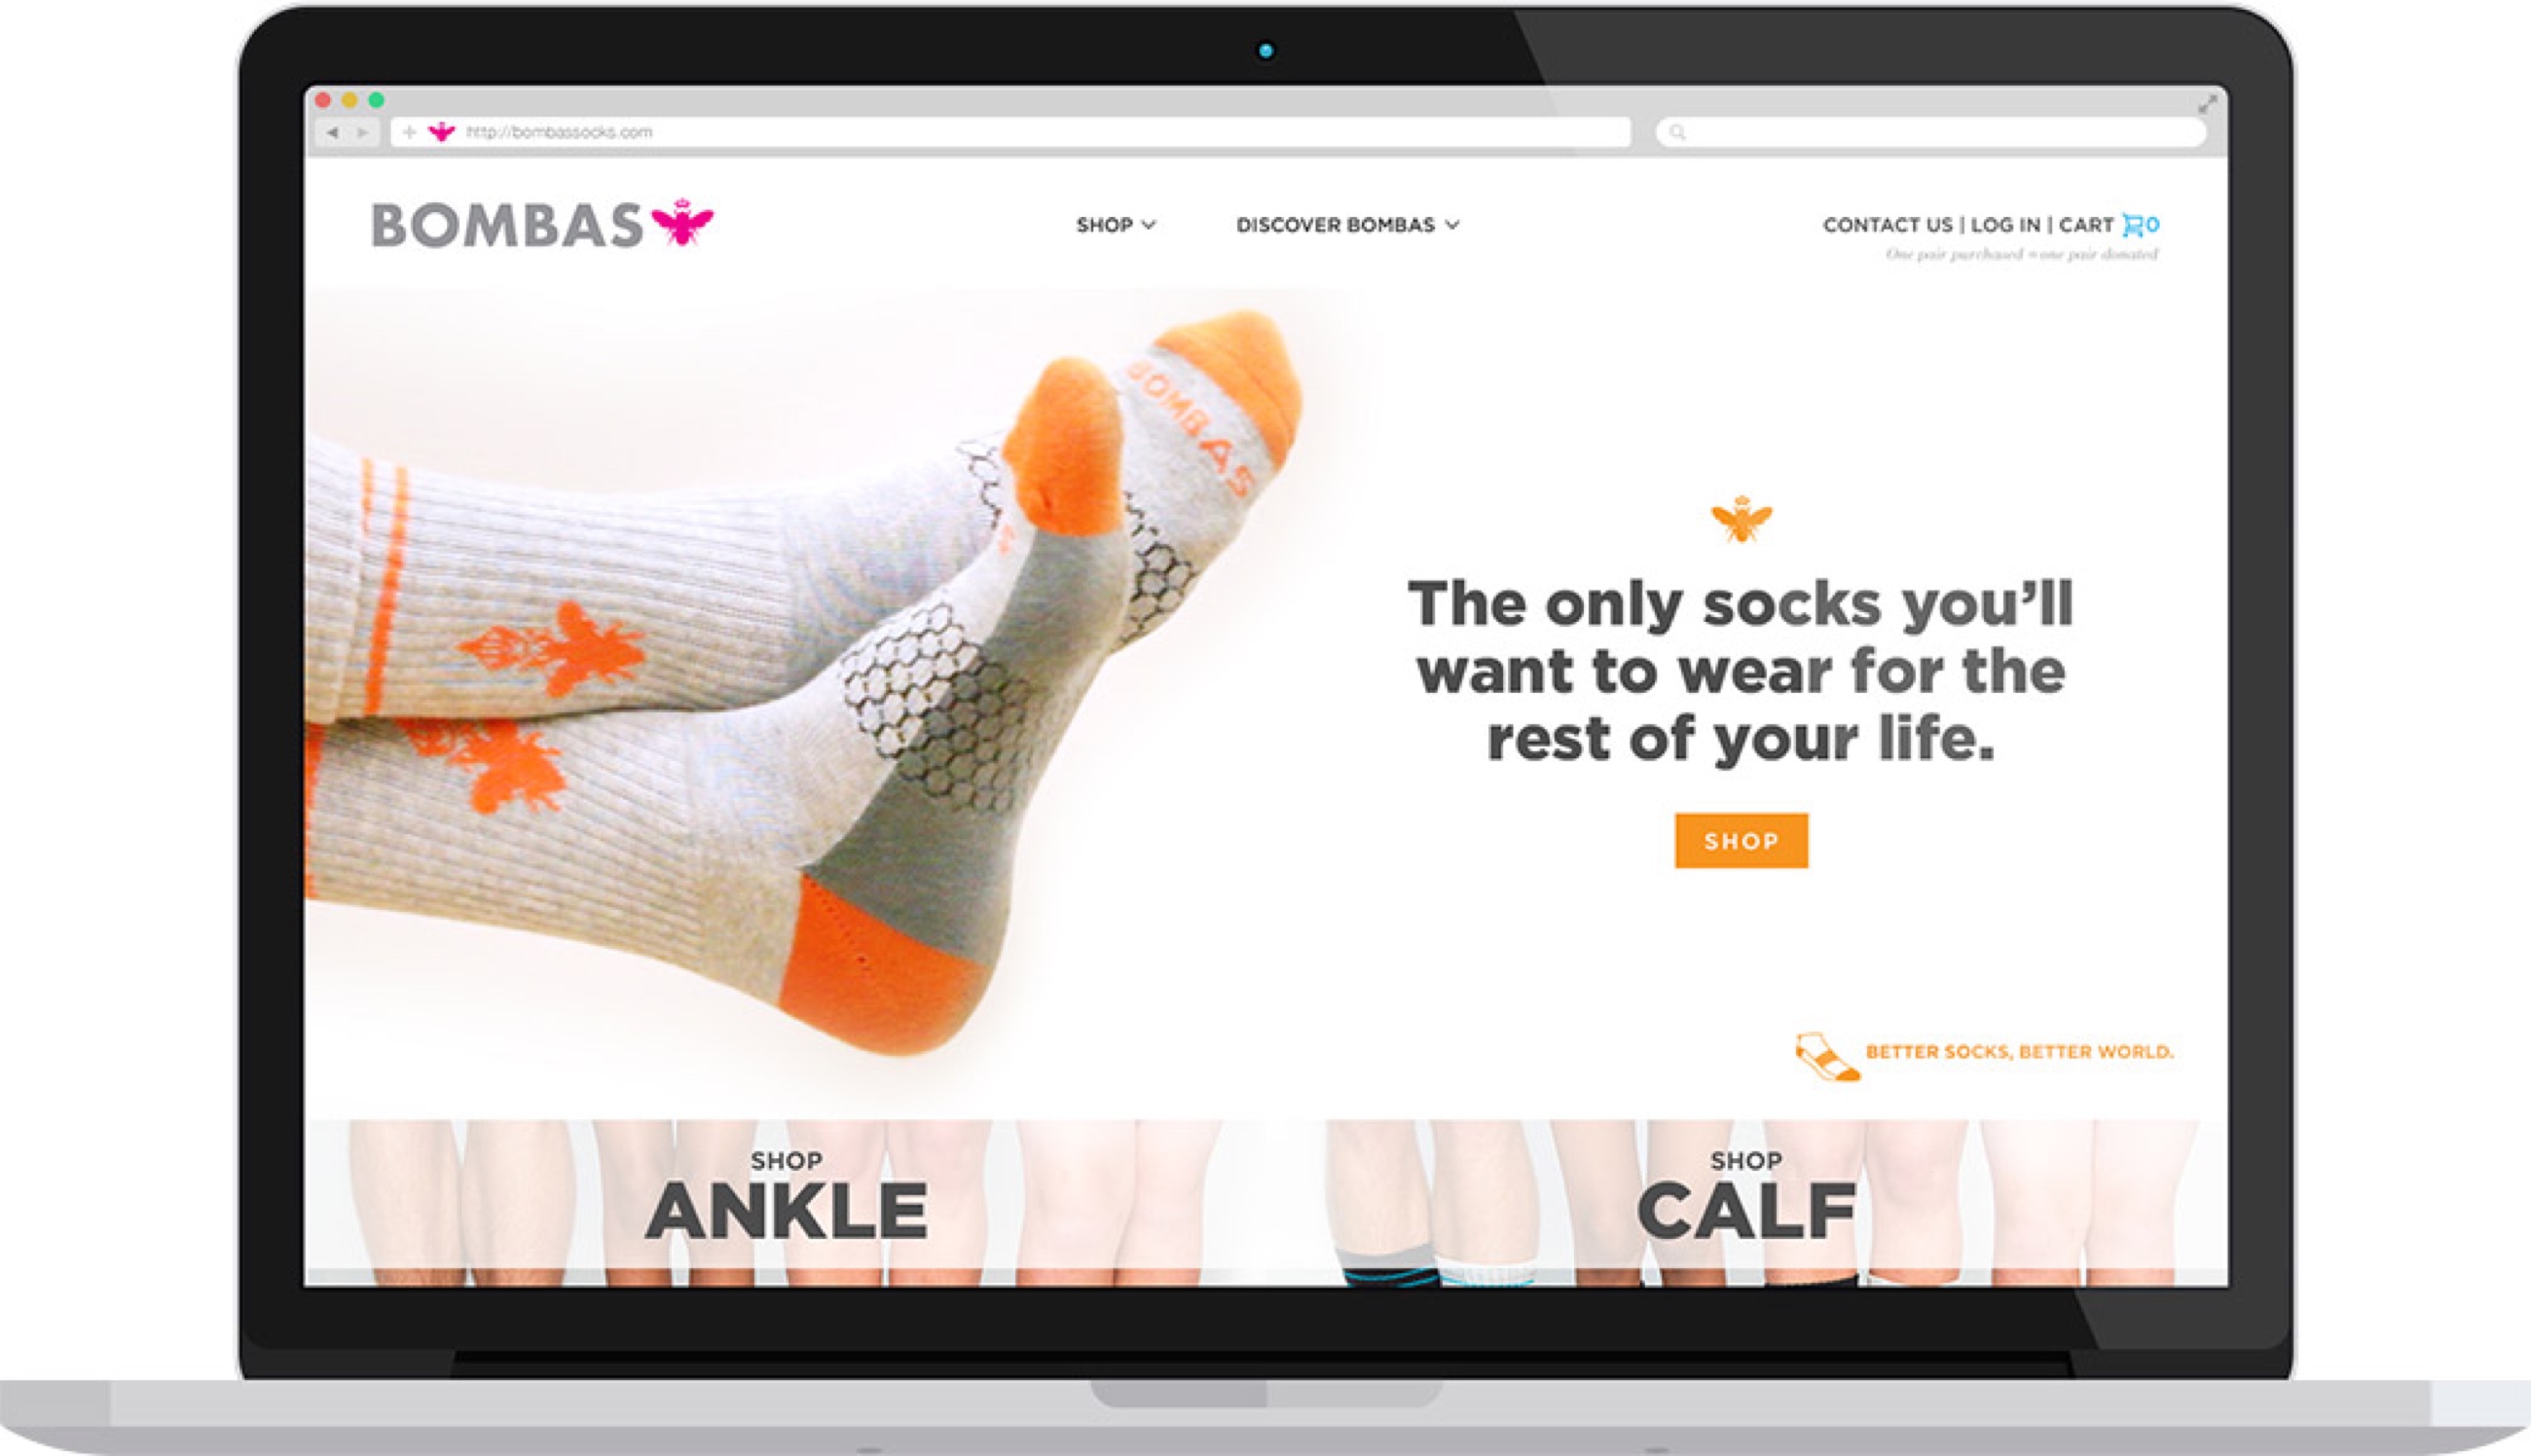 http://bombassocks.com
BOMBAS
SHOP
DISCOVER BOMBAS
CONTACT US | LOG IN | CART 0
One pair purchased = one pair donated
BOMBAS
The only socks you’ll
want to wear for the
rest of your life.
SHOP
BETTER SOCKS, BETTER WORLD.
SHOP
ANKLE
SHOP
CALF